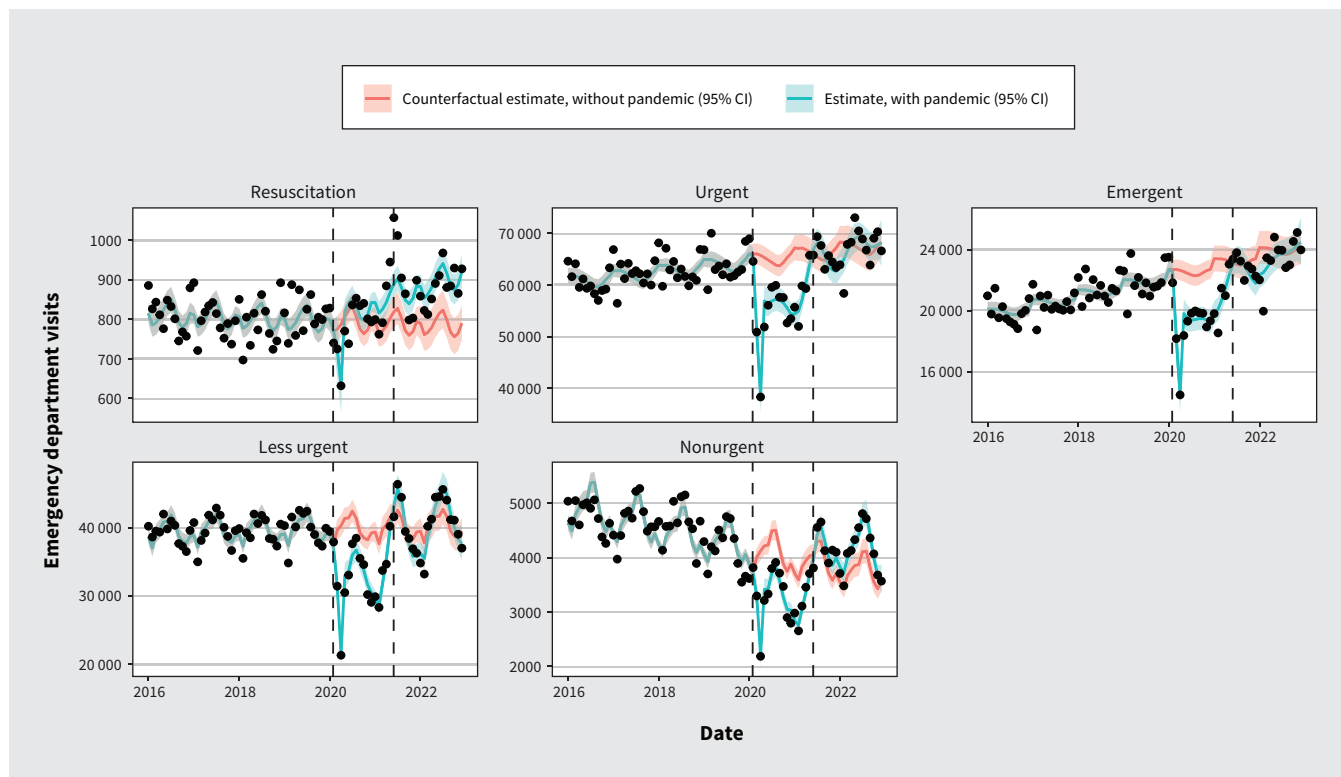 Counterfactual estimate, without pandemic (95% CI)
Estimate, with pandemic (95% CI)
Emergency department visits
Resuscitation
1000
900
800
700
600
Urgent
70 000
60 000
50 000
40 000
Emergent
24 000
20 000
16 000
2016 2018 2020 2022
Less urgent
40 000
30 000
20 000
2016 2018 2020 2022
Nonurgent
5000
4000
3000
2000
2016 2018 2020 2022
Date